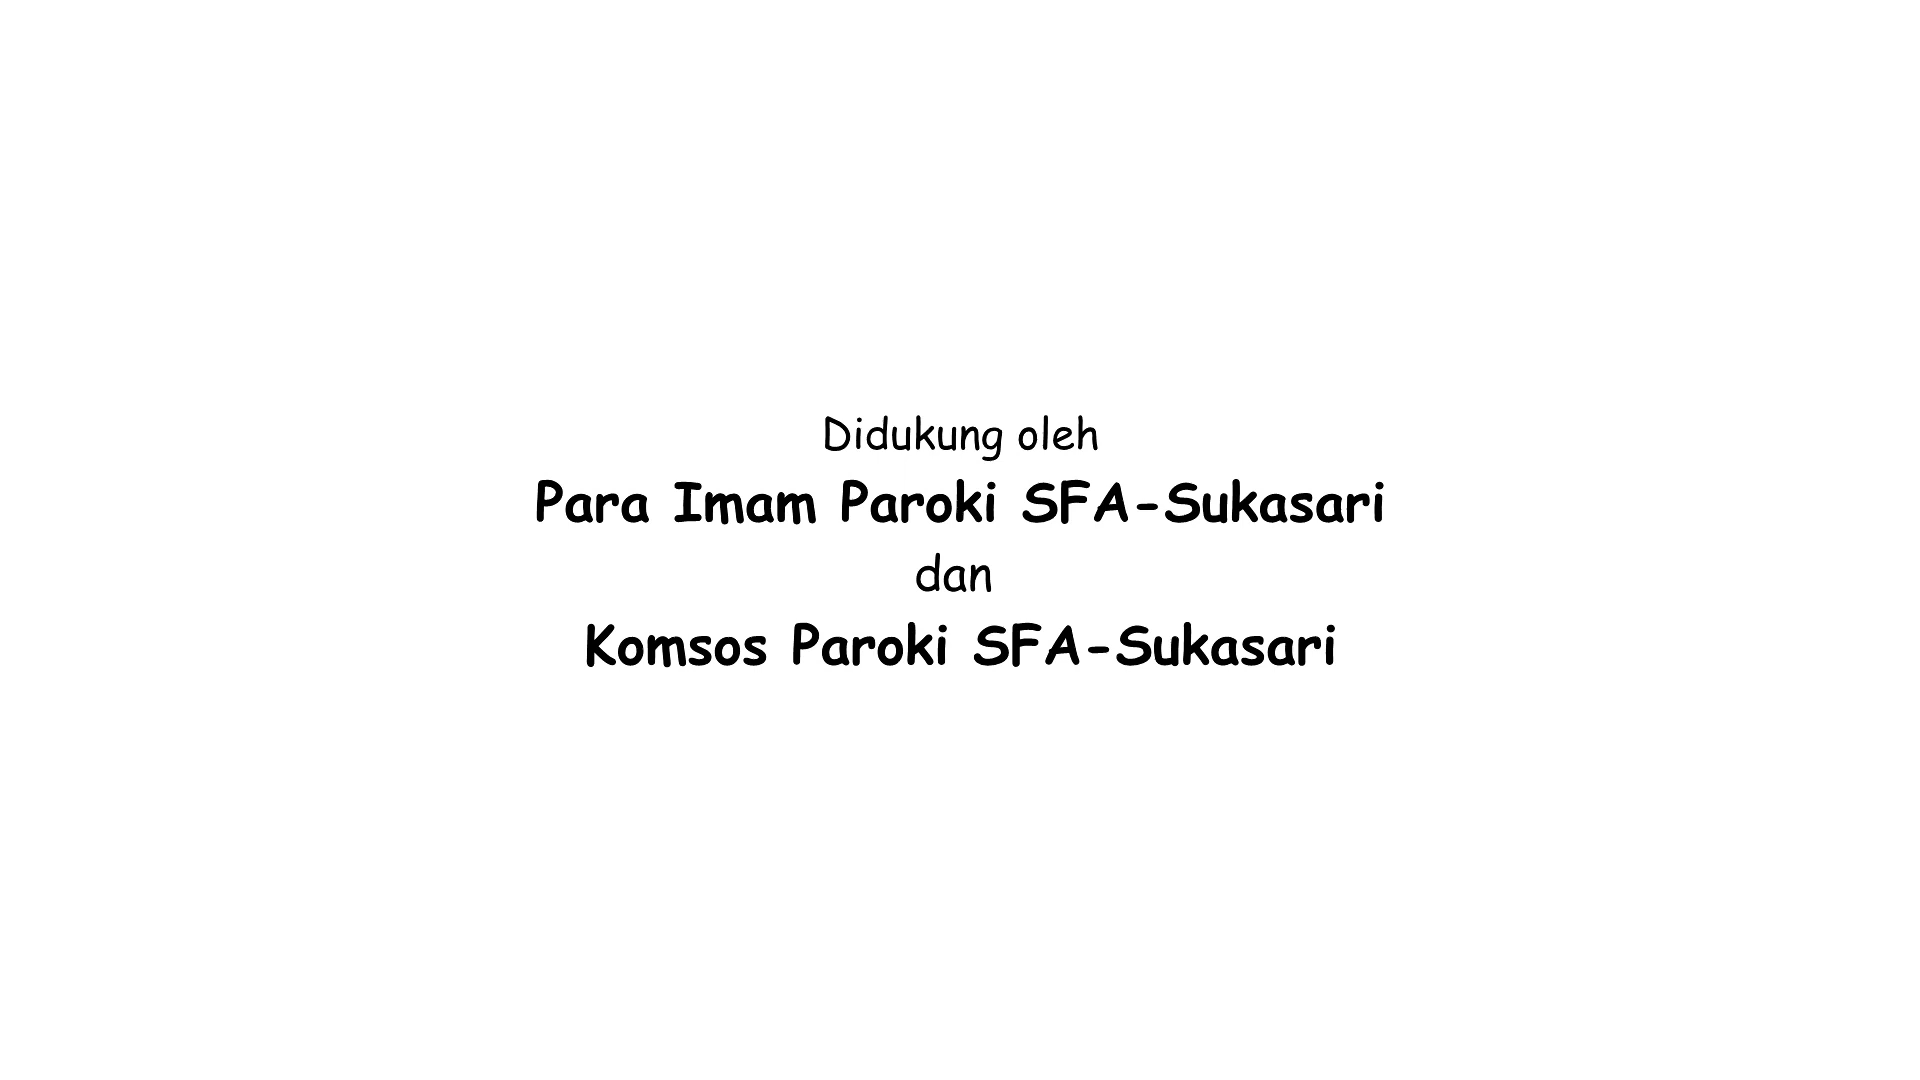 Didukung oleh
Para Imam Paroki SFA-Sukasari
dan
Komsos Paroki SFA-Sukasari